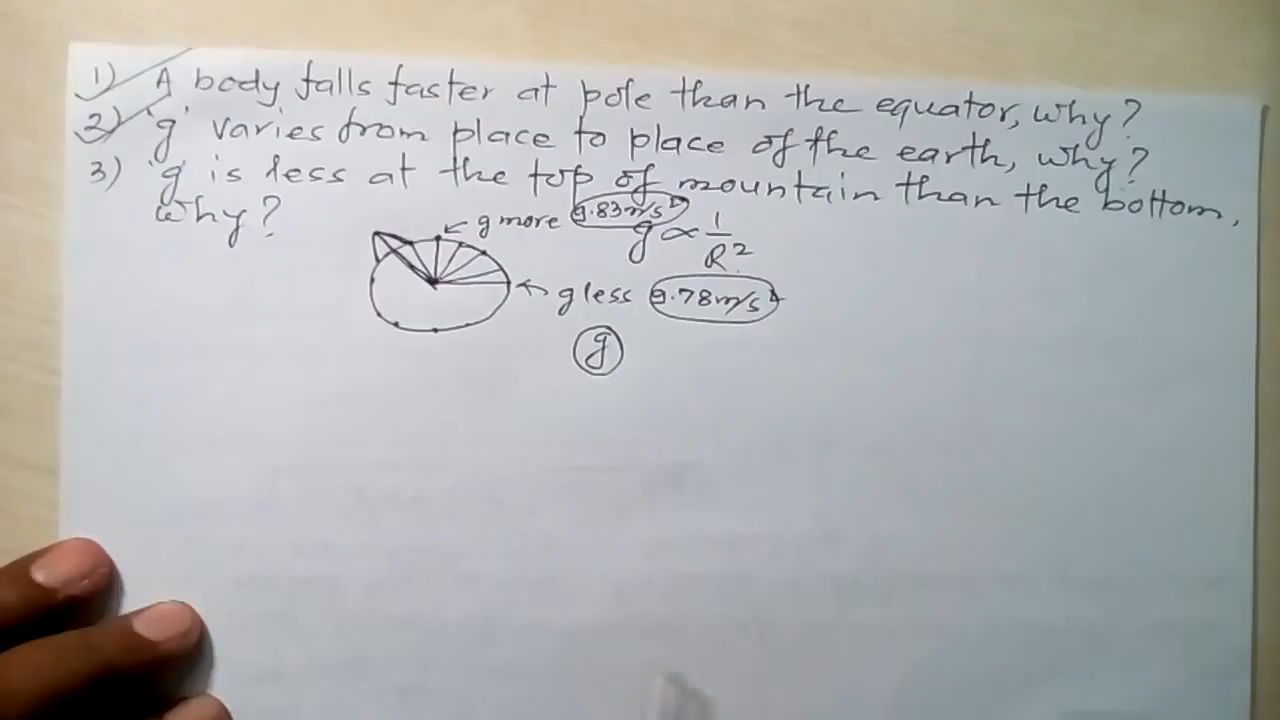 1) A body falls faster at pole than the equator, why?
2) 'g' varies from place to place of the earth, why?
3) 'g' is less at the top of mountain than the bottom,
why?
g more 9.83m/s²
g ∝ 1/R²
g less 9.78m/s²
g